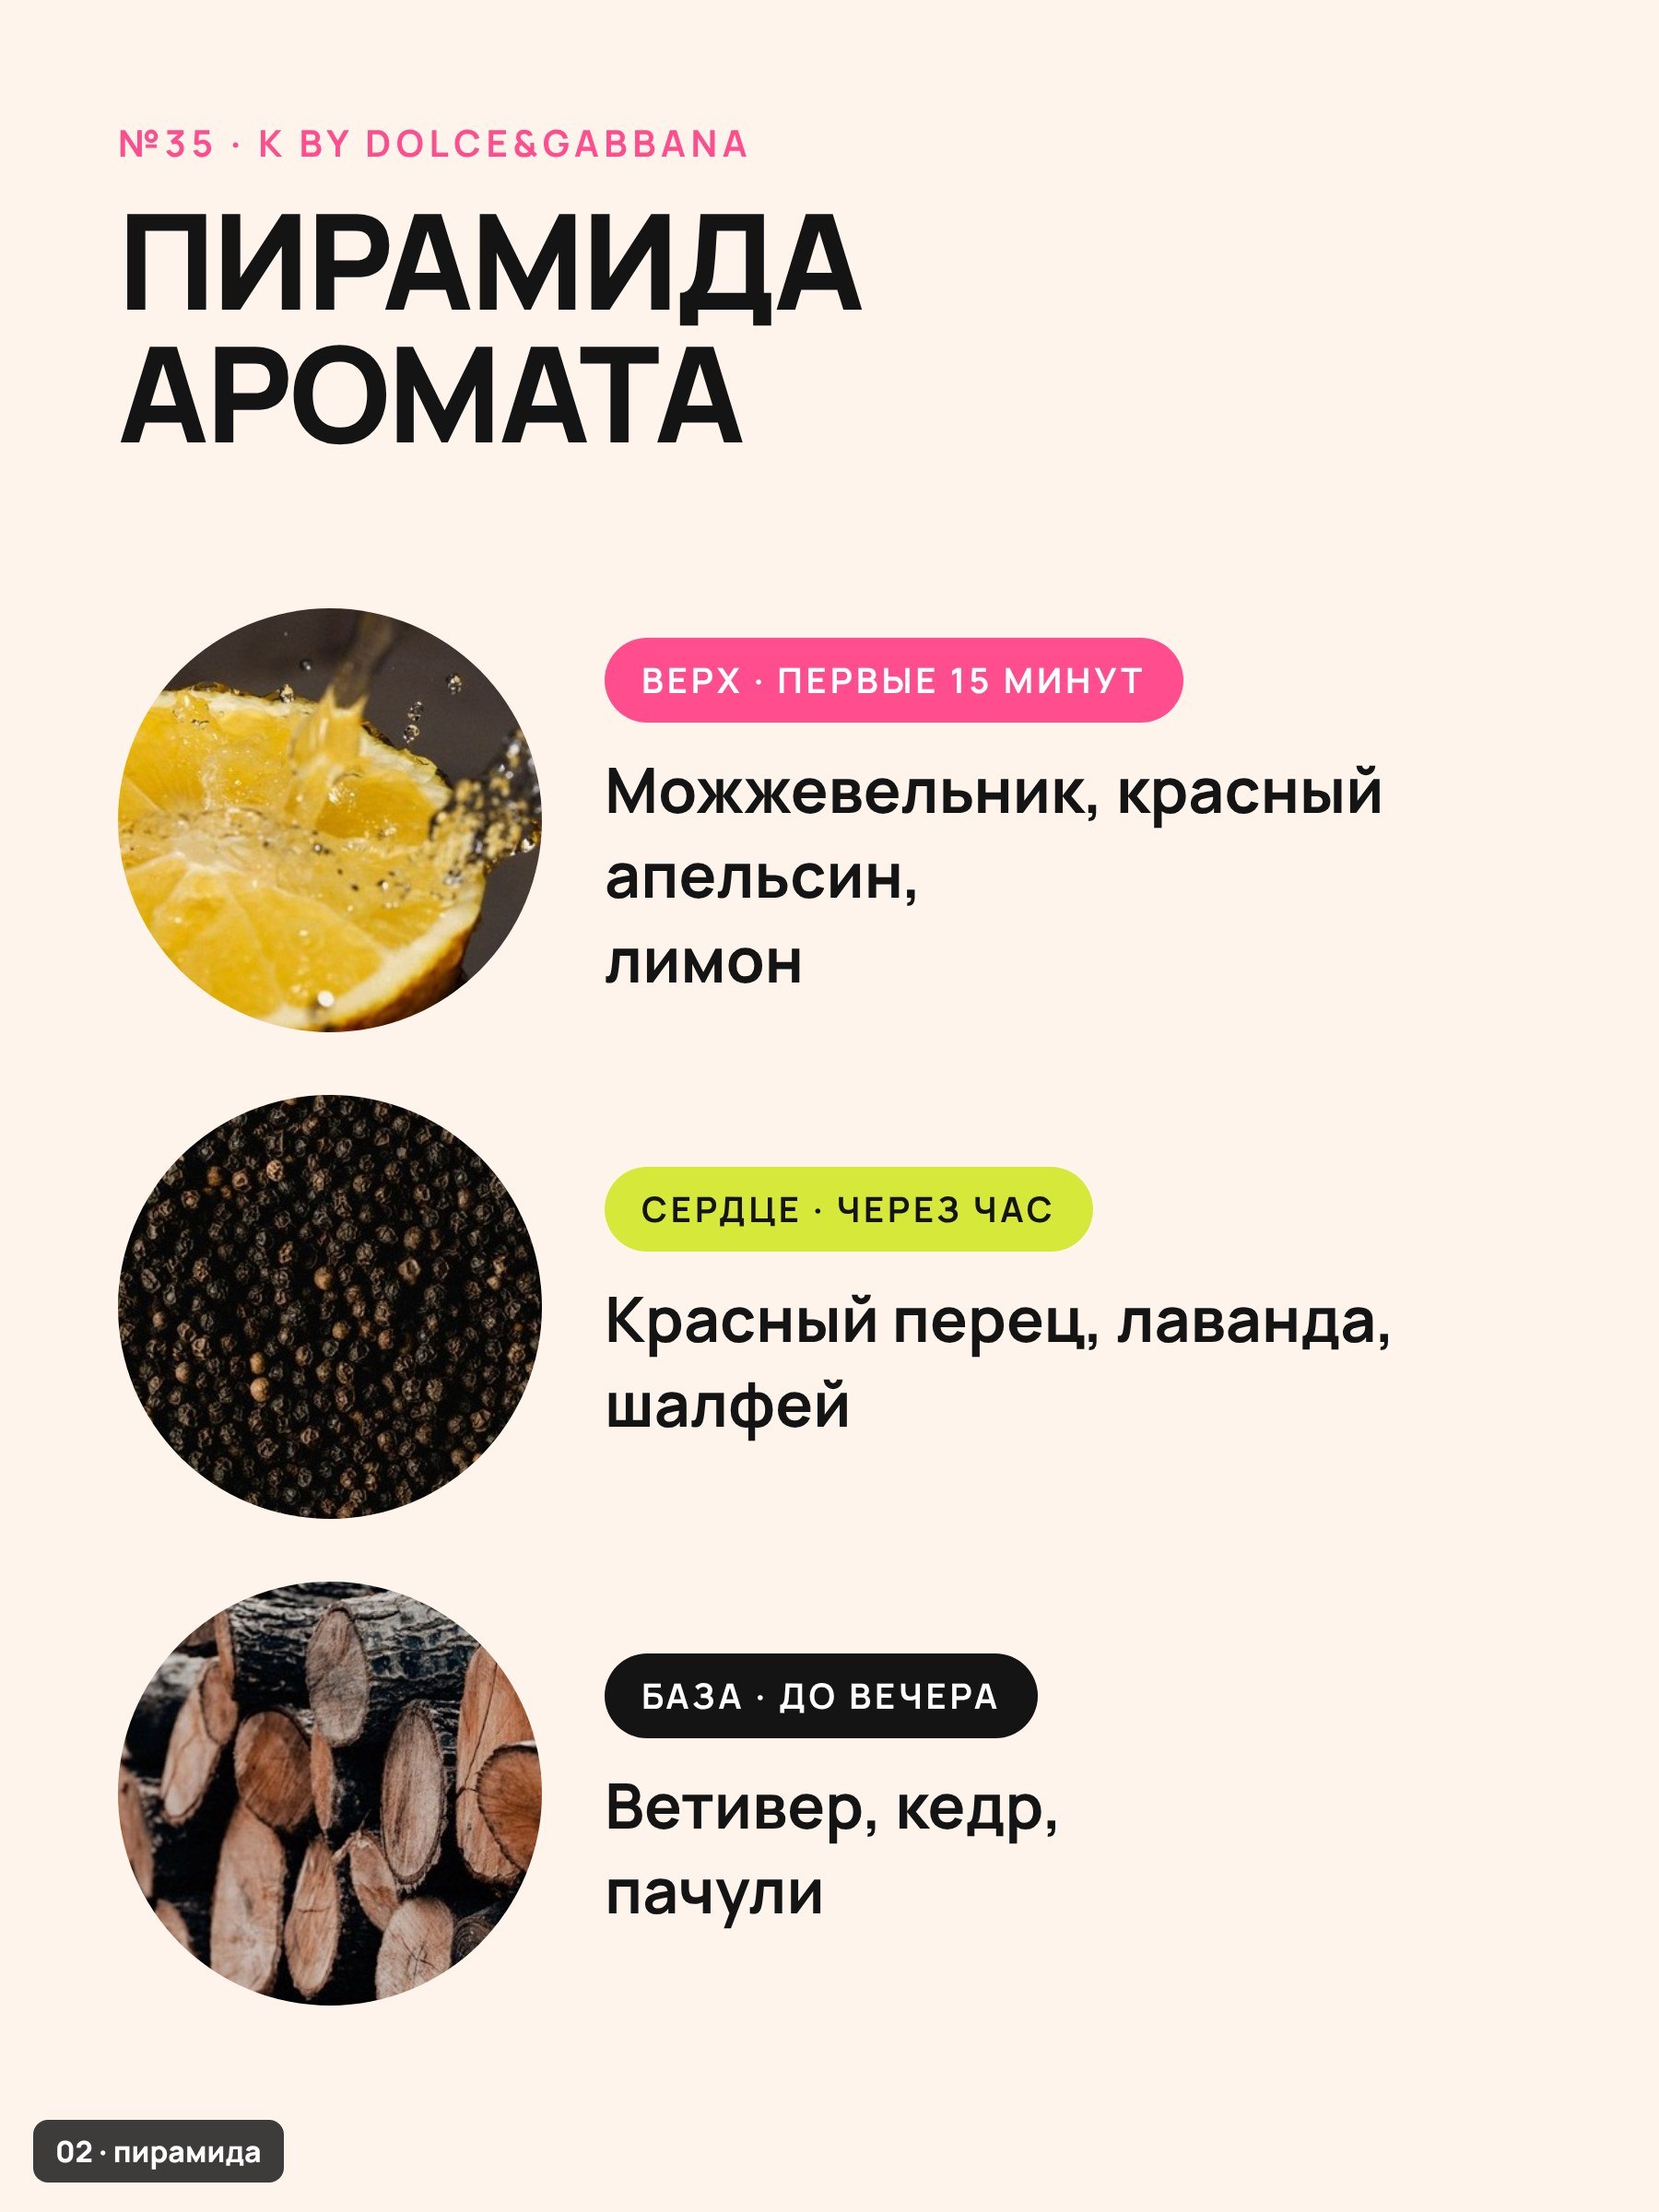 №35 · K BY DOLCE&GABBANA
ПИРАМИДА
АРОМАТА
ВЕРХ · ПЕРВЫЕ 15 МИНУТ
Можжевельник, красный
апельсин,
лимон
СЕРДЦЕ · ЧЕРЕЗ ЧАС
Красный перец, лаванда,
шалфей
БАЗА · ДО ВЕЧЕРА
Ветивер, кедр,
пачули
02 · пирамида